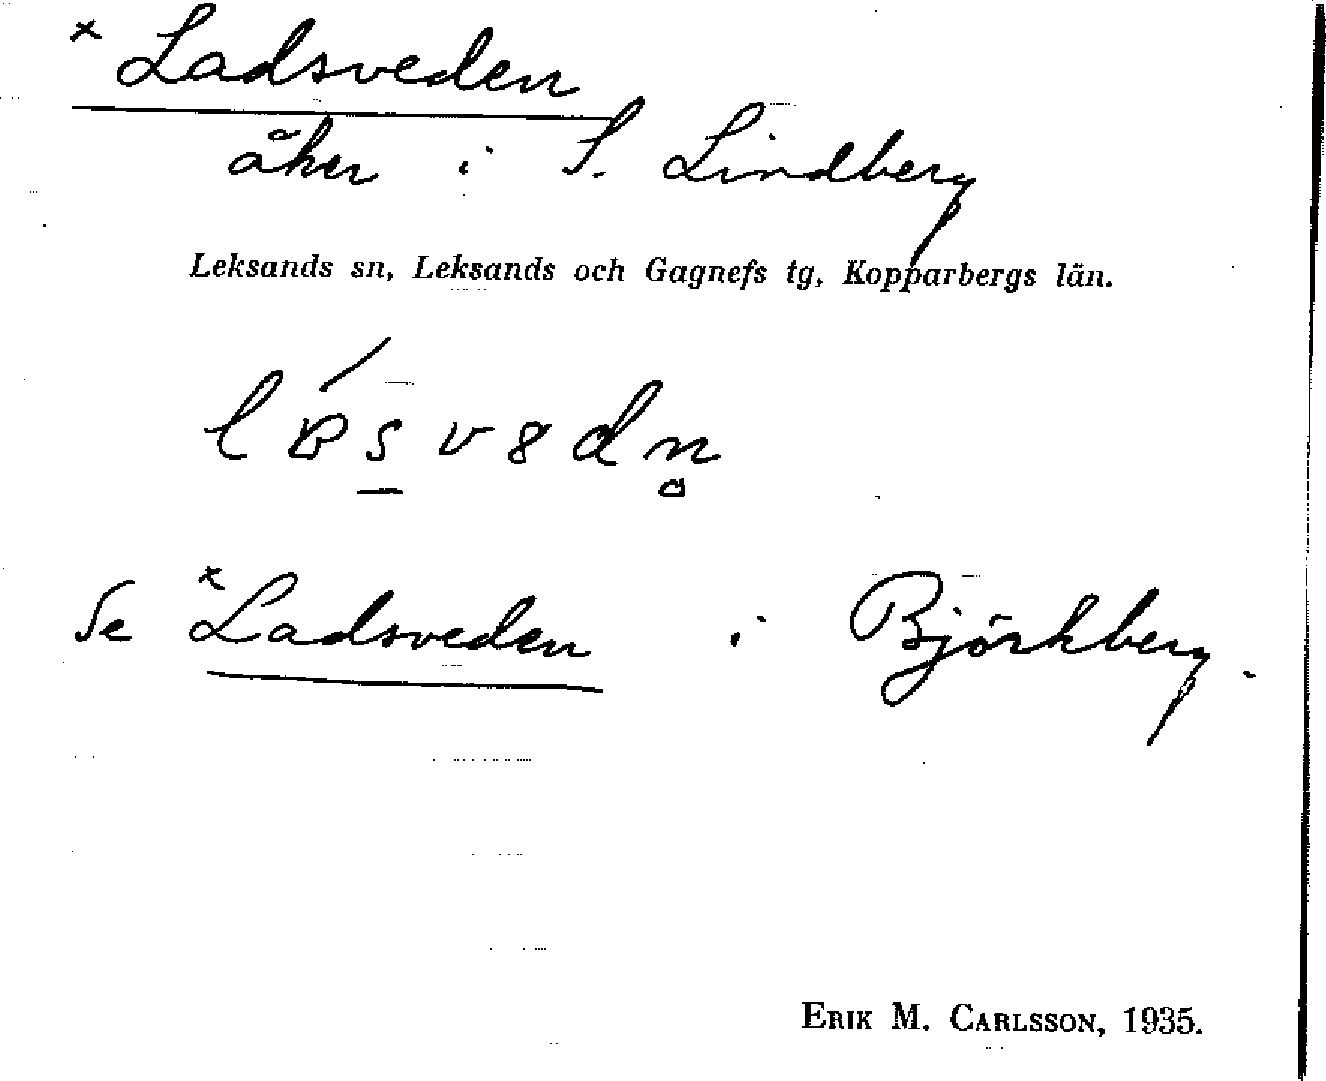 × Ladsveden
åker i S. Lindberg
Leksands sn, Leksands och Gagnefs tg, Kopparbergs län.
Se × Ladsveden i Björkberg.
ERIK M. CARLSSON, 1935.